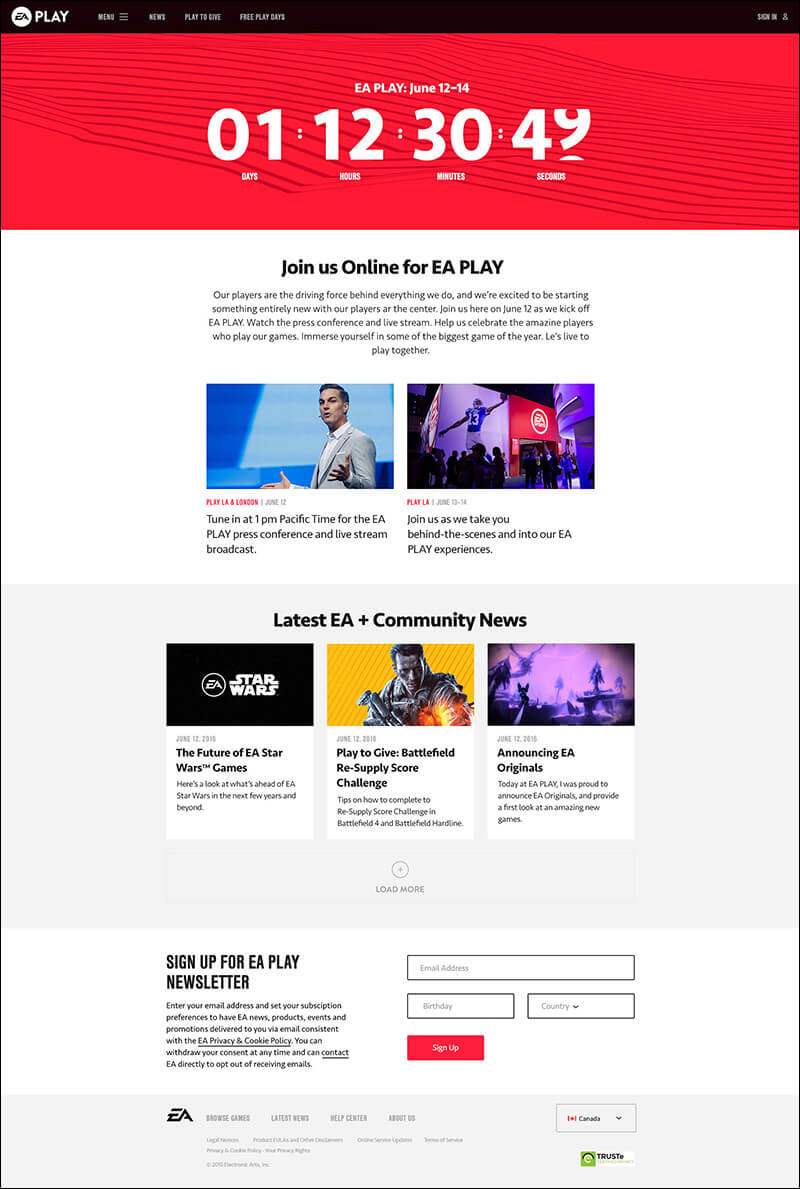 EA PLAY MENU NEWS PLAY TO GIVE FREE PLAY DAYS SIGN IN
EA PLAY: June 12–14
01 : 12 : 30 : 49
DAYS HOURS MINUTES SECONDS
Join us Online for EA PLAY
Our players are the driving force behind everything we do, and we're excited to be starting
something entirely new with our players ar the center. Join us here on June 12 as we kick off
EA PLAY. Watch the press conference and live stream. Help us celebrate the amazine players
who play our games. Immerse yourself in some of the biggest game of the year. Le's live to
play together.
13
EA SPORTS
PLAY LA & LONDON | JUNE 12
Tune in at 1 pm Pacific Time for the EA
PLAY press conference and live stream
broadcast.
PLAY LA | JUNE 13–14
Join us as we take you
behind-the-scenes and into our EA
PLAY experiences.
Latest EA + Community News
EA STAR
WARS
JUNE 12, 2016
The Future of EA Star
Wars™ Games
Here's a look at what's ahead of EA
Star Wars in the next few years and
beyond.
JUNE 12, 2016
Play to Give: Battlefield
Re-Supply Score
Challenge
Tips on how to complete to
Re-Supply Score Challenge in
Battlefield 4 and Battlefield Hardline.
JUNE 12, 2016
Announcing EA
Originals
Today at EA PLAY, I was proud to
announce EA Originals, and provide
a first look at an amazing new
games.
LOAD MORE
SIGN UP FOR EA PLAY
NEWSLETTER
Enter your email address and set your subsciption
preferences to have EA news, products, events and
promotions delivered to you via email consistent
with the EA Privacy & Cookie Policy. You can
withdraw your consent at any time and can contact
EA directly to opt out of receiving emails.
Email Address
Birthday Country
Sign Up
EA BROWSE GAMES LATEST NEWS HELP CENTER ABOUT US
Canada
Legal Notices Product EULAs and Other Disclaimers Online Service Updates Terms of Service
Privacy & Cookie Policy - Your Privacy Rights
© 2015 Electronic Arts, Inc.
TRUSTe